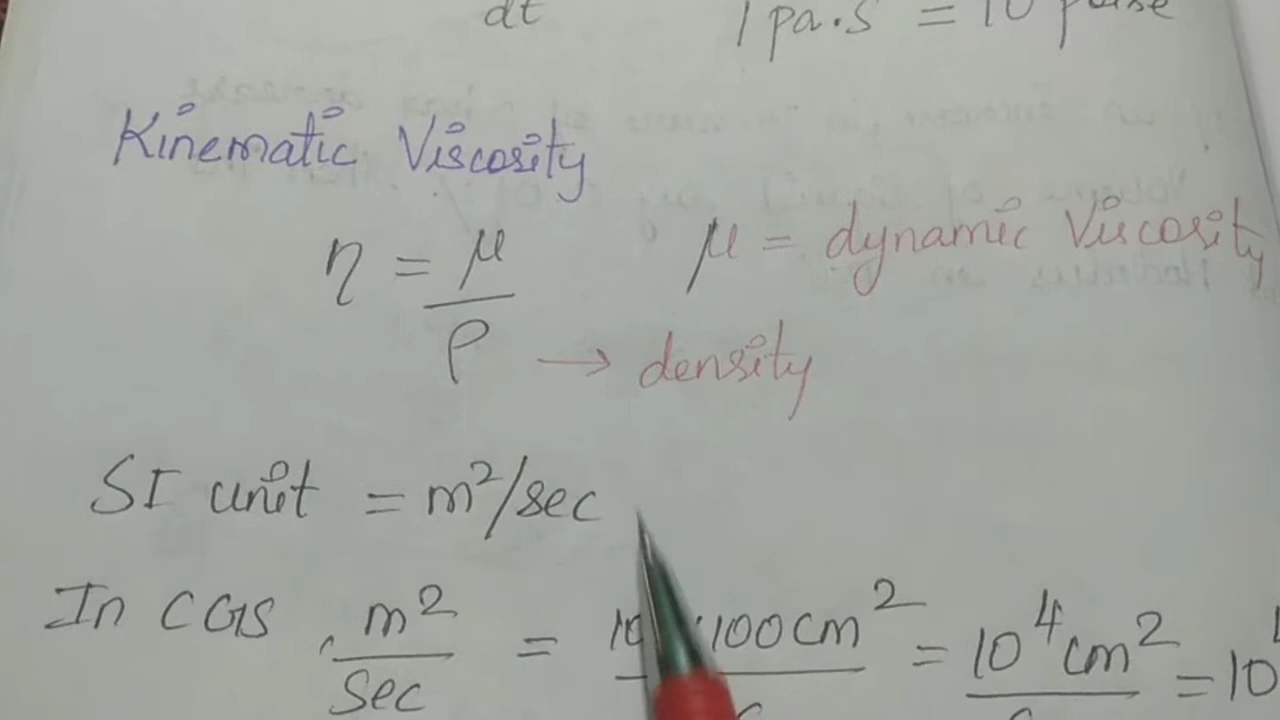 dt 1 pa.s = 10 poise
Kinematic Viscosity
η = μ/ρ → density
μ = dynamic Viscosity
SI unit = m²/sec
In CGS m²/sec = 100cm² = 10⁴cm² = 10